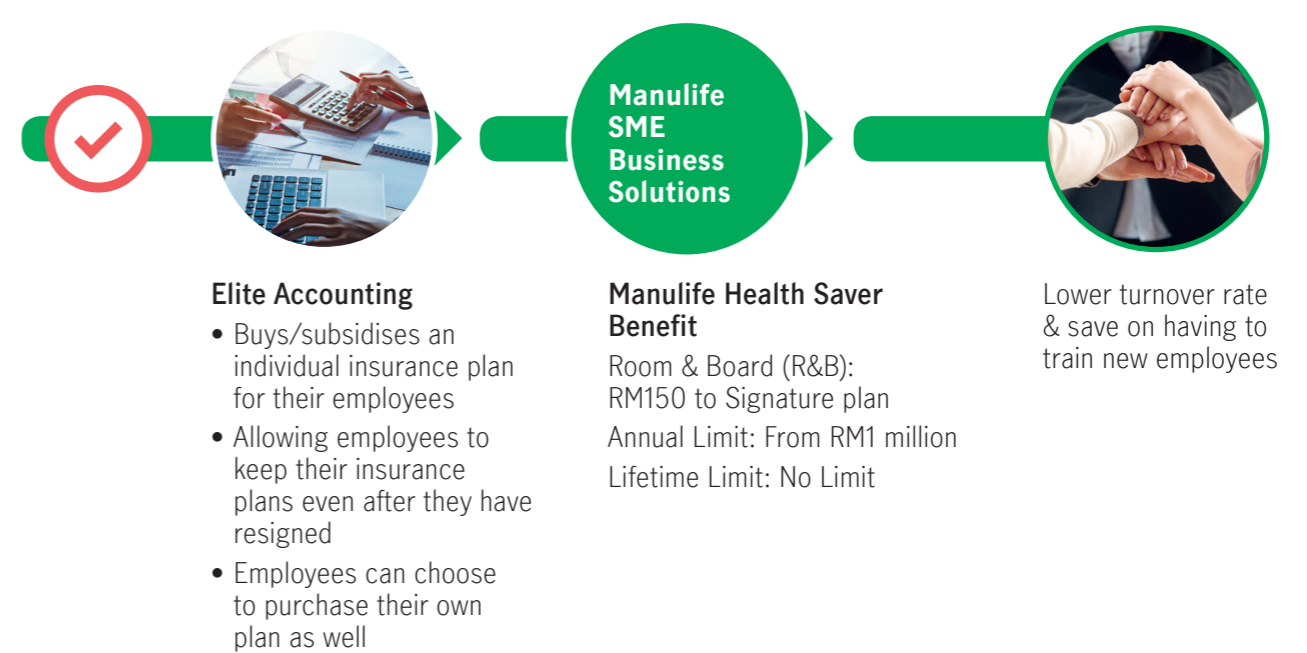 Manulife
SME
Business
Solutions
Elite Accounting
• Buys/subsidises an
individual insurance plan
for their employees
• Allowing employees to
keep their insurance
plans even after they have
resigned
• Employees can choose
to purchase their own
plan as well
Manulife Health Saver
Benefit
Room & Board (R&B):
RM150 to Signature plan
Annual Limit: From RM1 million
Lifetime Limit: No Limit
Lower turnover rate
& save on having to
train new employees